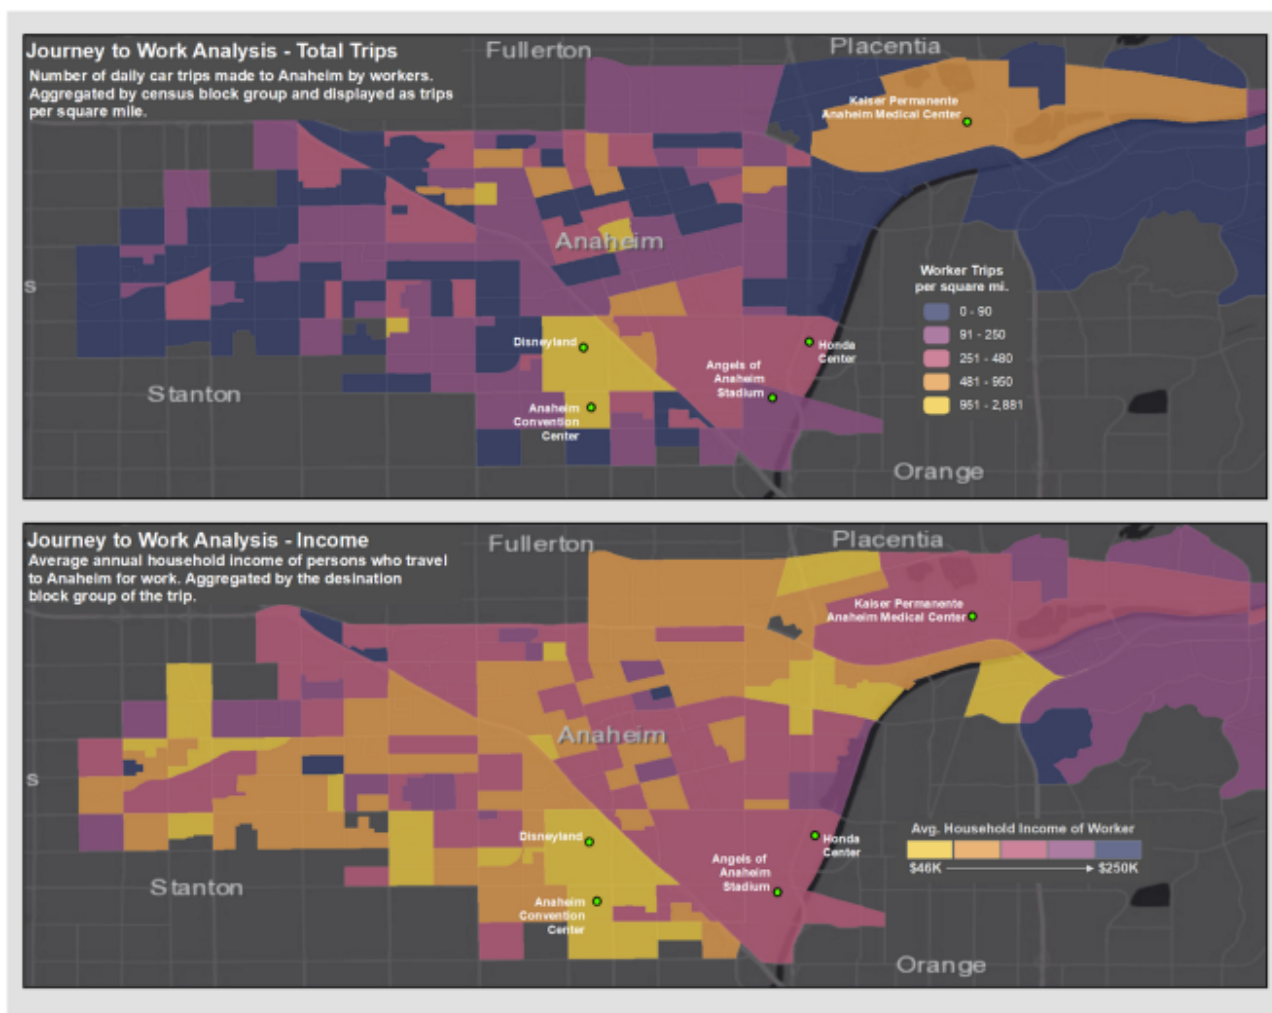 Journey to Work Analysis - Total Trips
Number of daily car trips made to Anaheim by workers.
Aggregated by census block group and displayed as trips
per square mile.
Fullerton
Placentia
Kaiser Permanente
Anaheim Medical Center
Anaheim
s
Worker Trips
per square mi.
0 - 90
91 - 250
251 - 480
481 - 950
951 - 2,881
Disneyland
Honda
Center
Angels of
Anaheim
Stadium
Stanton
Anaheim
Convention
Center
Orange
Journey to Work Analysis - Income
Average annual household income of persons who travel
to Anaheim for work. Aggregated by the desination
block group of the trip.
Fullerton
Placentia
Kaiser Permanente
Anaheim Medical Center
Anaheim
s
Disneyland
Honda
Center
Avg. Household Income of Worker
$46K
$250K
Angels of
Anaheim
Stadium
Stanton
Anaheim
Convention
Center
Orange